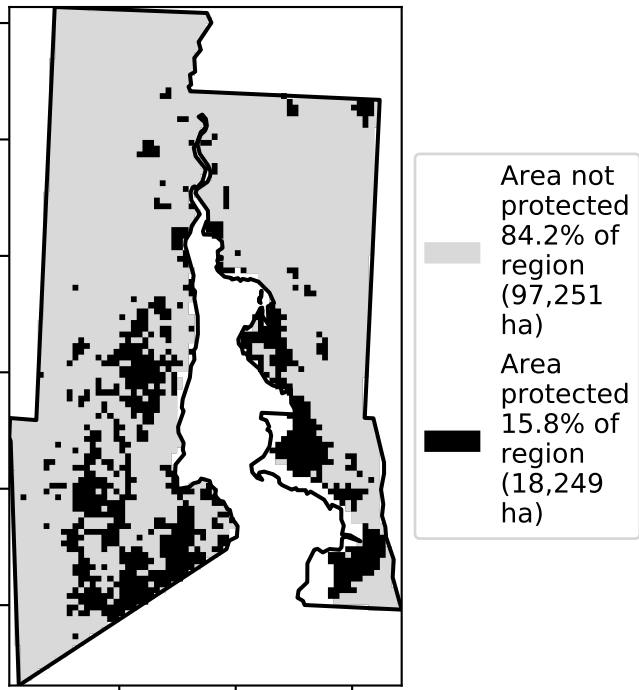 Area not
protected
84.2% of
region
(97,251
ha)
Area
protected
15.8% of
region
(18,249
ha)